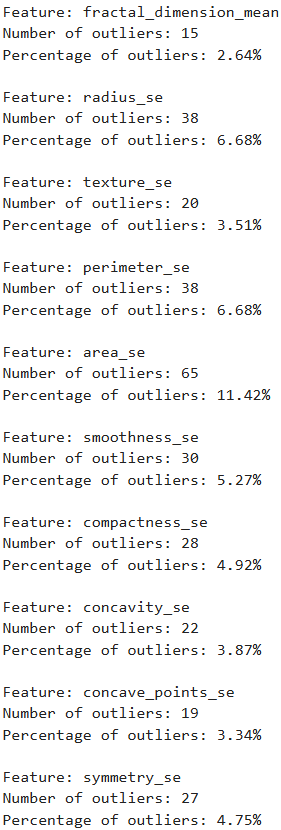 Feature: fractal_dimension_mean
Number of outliers: 15
Percentage of outliers: 2.64%
Feature: radius_se
Number of outliers: 38
Percentage of outliers: 6.68%
Feature: texture_se
Number of outliers: 20
Percentage of outliers: 3.51%
Feature: perimeter_se
Number of outliers: 38
Percentage of outliers: 6.68%
Feature: area_se
Number of outliers: 65
Percentage of outliers: 11.42%
Feature: smoothness_se
Number of outliers: 30
Percentage of outliers: 5.27%
Feature: compactness_se
Number of outliers: 28
Percentage of outliers: 4.92%
Feature: concavity_se
Number of outliers: 22
Percentage of outliers: 3.87%
Feature: concave_points_se
Number of outliers: 19
Percentage of outliers: 3.34%
Feature: symmetry_se
Number of outliers: 27
Percentage of outliers: 4.75%